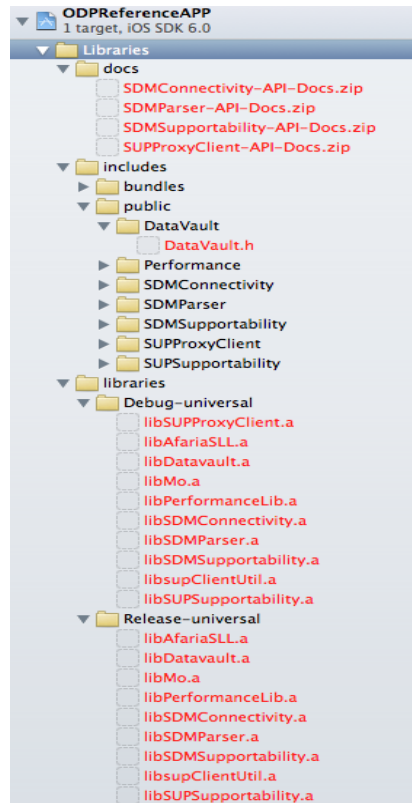 ODPReferenceAPP
1 target, iOS SDK 6.0
Libraries
docs
SDMConnectivity-API-Docs.zip
SDMParser-API-Docs.zip
SDMSupportability-API-Docs.zip
SUPProxyClient-API-Docs.zip
includes
bundles
public
DataVault
DataVault.h
Performance
SDMConnectivity
SDMParser
SDMSupportability
SUPProxyClient
SUPSupportability
libraries
Debug-universal
libSUPProxyClient.a
libAfariaSLL.a
libDatavault.a
libMo.a
libPerformanceLib.a
libSDMConnectivity.a
libSDMParser.a
libSDMSupportability.a
libsupClientUtil.a
libSUPSupportability.a
Release-universal
libAfariaSLL.a
libDatavault.a
libMo.a
libPerformanceLib.a
libSDMConnectivity.a
libSDMParser.a
libSDMSupportability.a
libsupClientUtil.a
libSUPSupportability.a